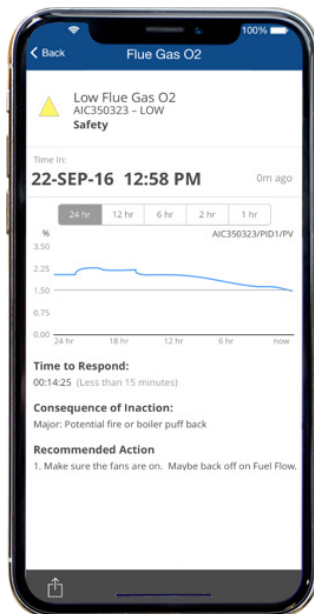 100%
Back
Flue Gas O2
Low Flue Gas O2
AIC350323 – LOW
Safety
Time In:
22-SEP-16 12:58 PM
0m ago
24 hr 12 hr 6 hr 2 hr 1 hr
% AIC350323/PID1/PV
3.50
2.25
1.50
0.75
0.00
24 hr 18 hr 12 hr 6 hr now
Time to Respond:
00:14:25 (Less than 15 minutes)
Consequence of Inaction:
Major: Potential fire or boiler puff back
Recommended Action
1. Make sure the fans are on. Maybe back off on Fuel Flow.